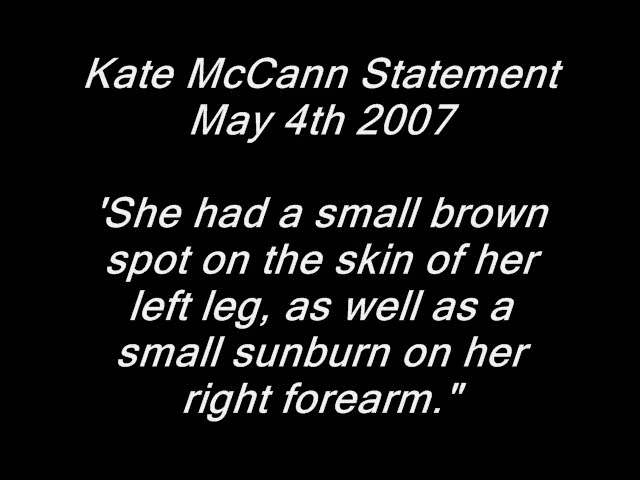 Kate McCann Statement
May 4th 2007
'She had a small brown
spot on the skin of her
left leg, as well as a
small sunburn on her
right forearm."